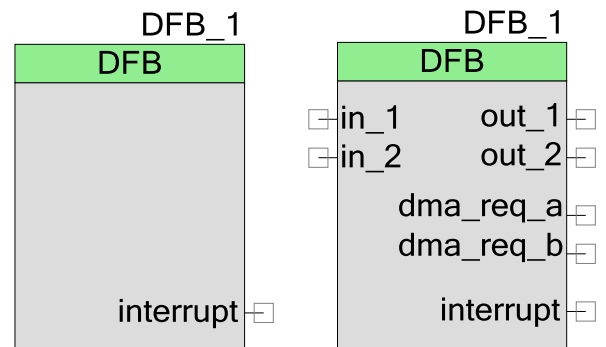 DFB_1
DFB
interrupt
DFB_1
DFB
in_1 out_1
in_2 out_2
dma_req_a
dma_req_b
interrupt